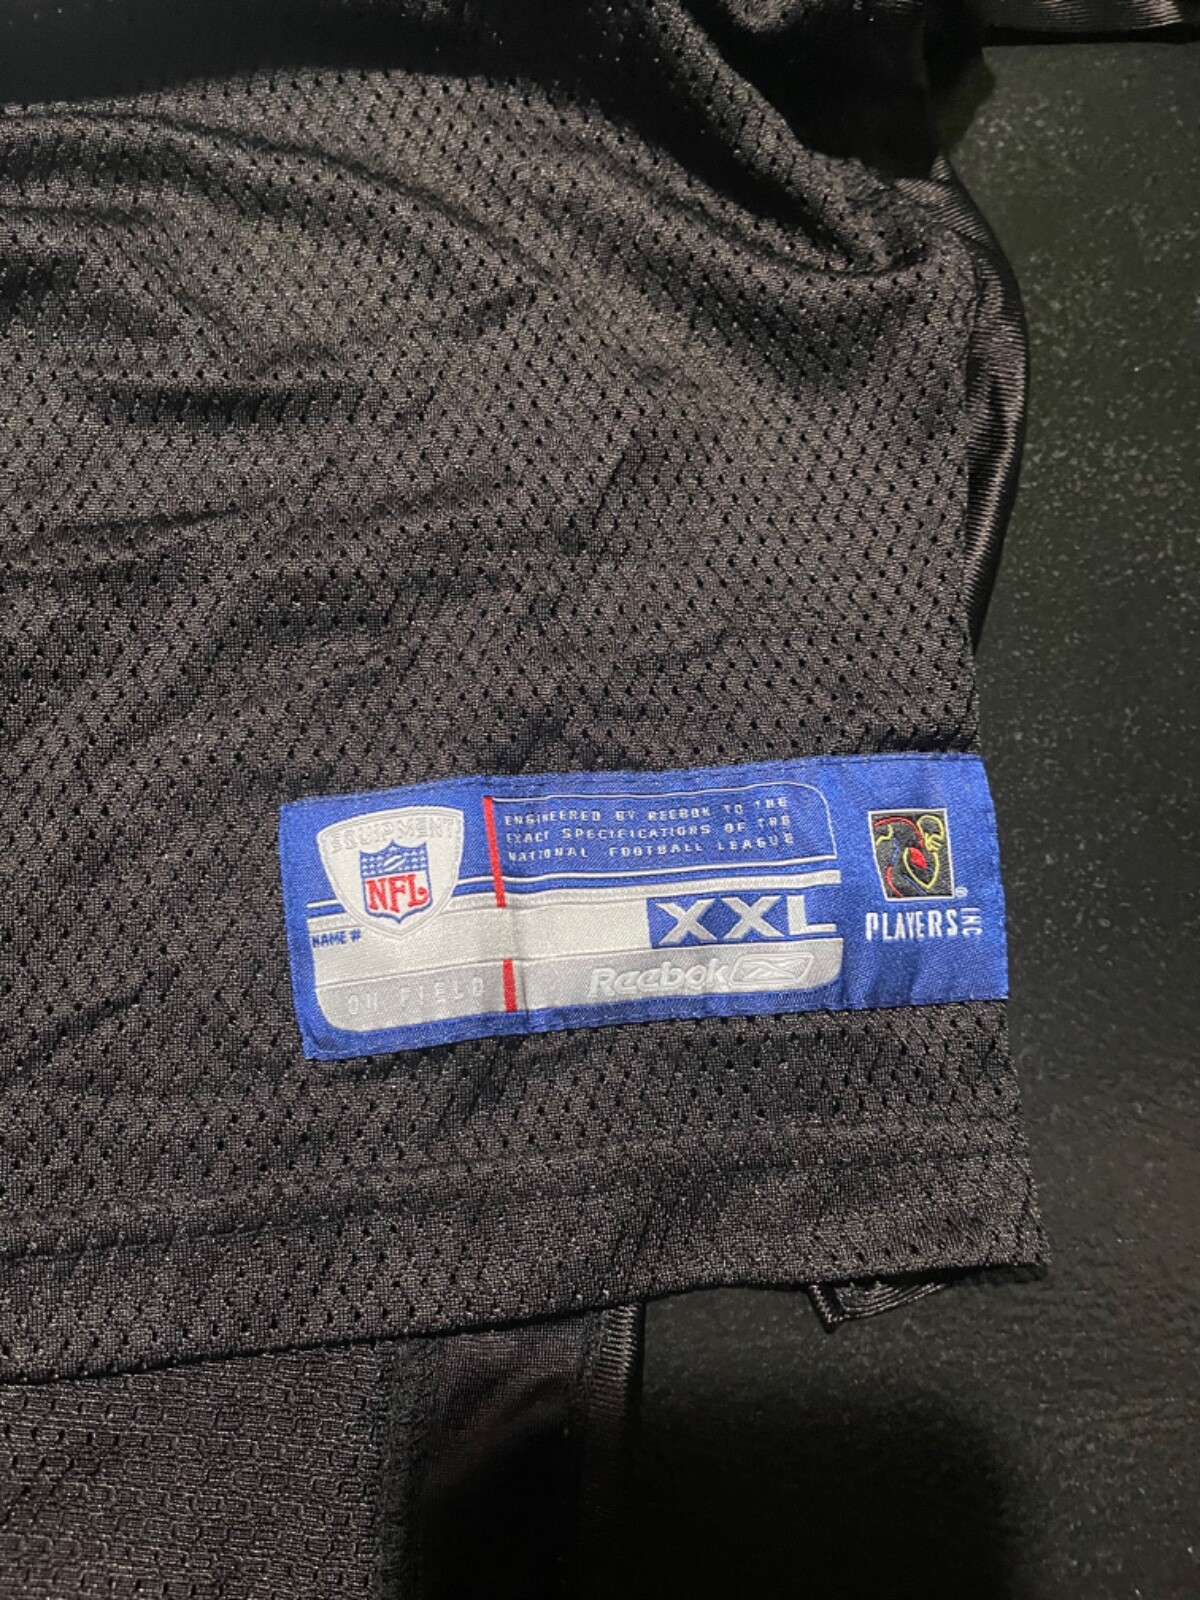 EQUIPMENT
NFL
ENGINEERED BY REEBOK TO THE
EXACT SPECIFICATIONS OF THE
NATIONAL FOOTBALL LEAGUE
NAME #
XXL
ON FIELD
Reebok
PLAYERS INC
®